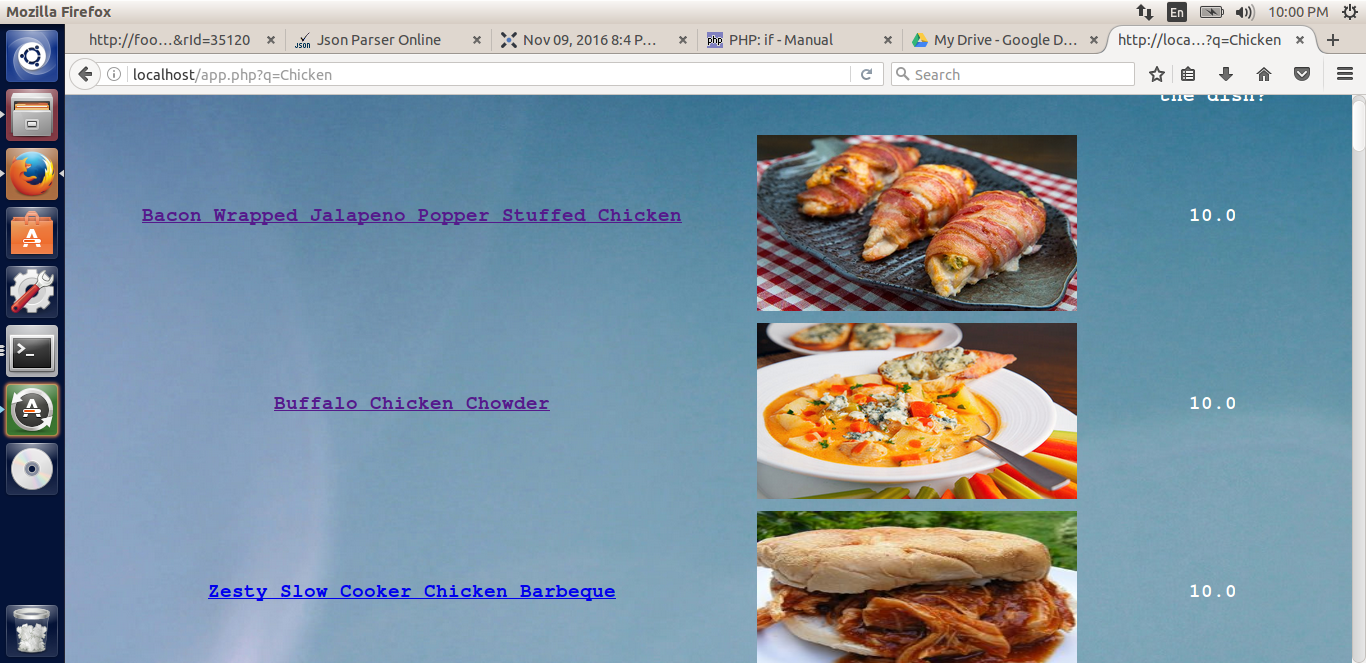 Mozilla Firefox
En
10:00 PM
http://foo...&rId=35120
JSON
Json Parser Online
Nov 09, 2016 8:4 P...
php
PHP: if - Manual
My Drive - Google D...
http://loca...?q=Chicken
localhost/app.php?q=Chicken
Search
the dish?
Bacon Wrapped Jalapeno Popper Stuffed Chicken
10.0
Buffalo Chicken Chowder
10.0
Zesty Slow Cooker Chicken Barbeque
10.0